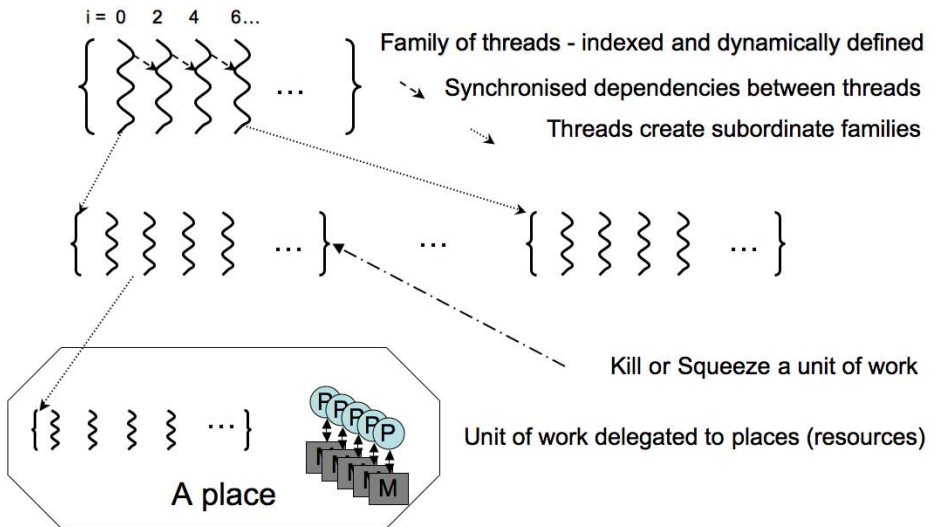 i = 0 2 4 6...
Family of threads - indexed and dynamically defined
Synchronised dependencies between threads
...
Threads create subordinate families
... ... ...
Kill or Squeeze a unit of work
...
P P P P P
Unit of work delegated to places (resources)
M
A place